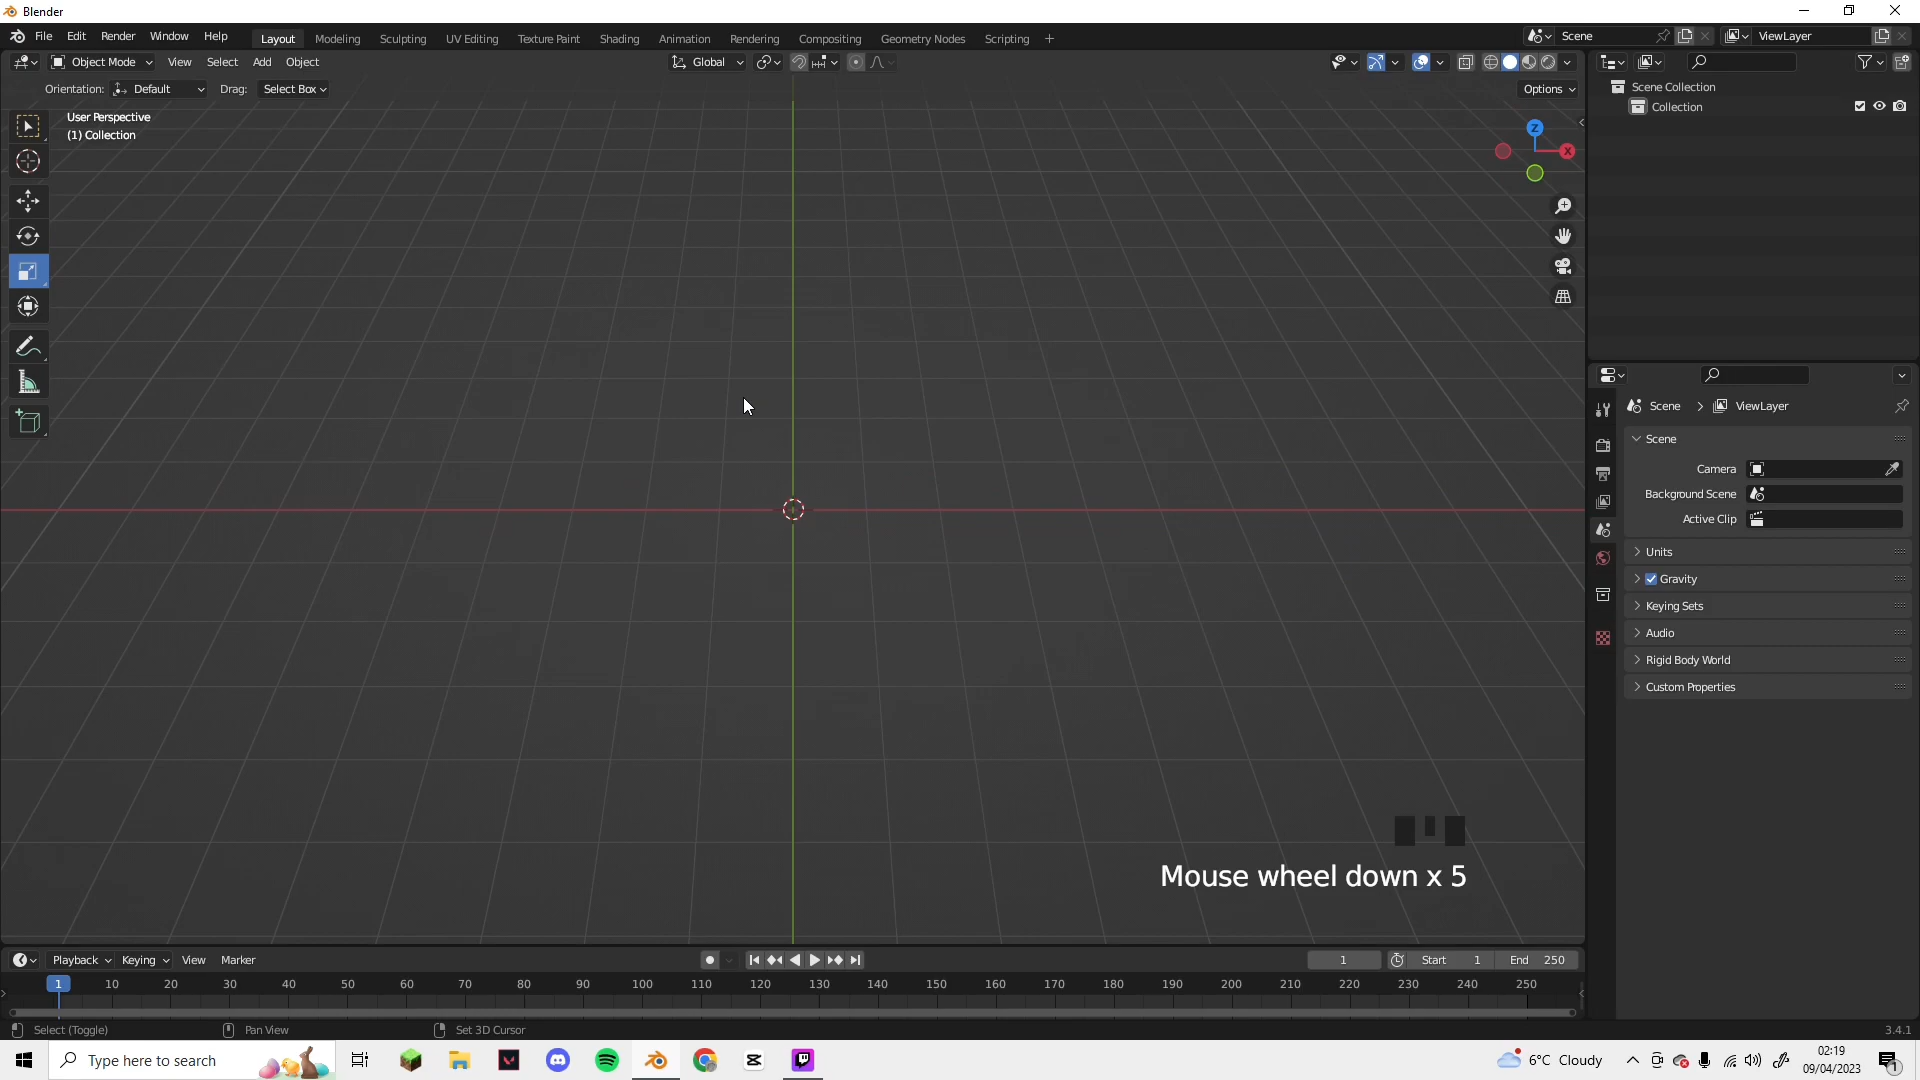 Blender
File Edit Render Window Help Layout Modeling Sculpting UV Editing Texture Paint Shading Animation Rendering Compositing Geometry Nodes Scripting + Scene ViewLayer
Object Mode View Select Add Object Global
Orientation: Default Drag: Select Box Options
User Perspective
(1) Collection
Z
X
Scene Collection
Collection
Scene > ViewLayer
Scene
Camera
Background Scene
Active Clip
Units
Gravity
Keying Sets
Audio
Rigid Body World
Custom Properties
Mouse wheel down x 5
Playback Keying View Marker 1 Start 1 End 250
1 10 20 30 40 50 60 70 80 90 100 110 120 130 140 150 160 170 180 190 200 210 220 230 240 250
Select (Toggle) Pan View Set 3D Cursor 3.4.1
Type here to search 6°C Cloudy 02:19
09/04/2023 1